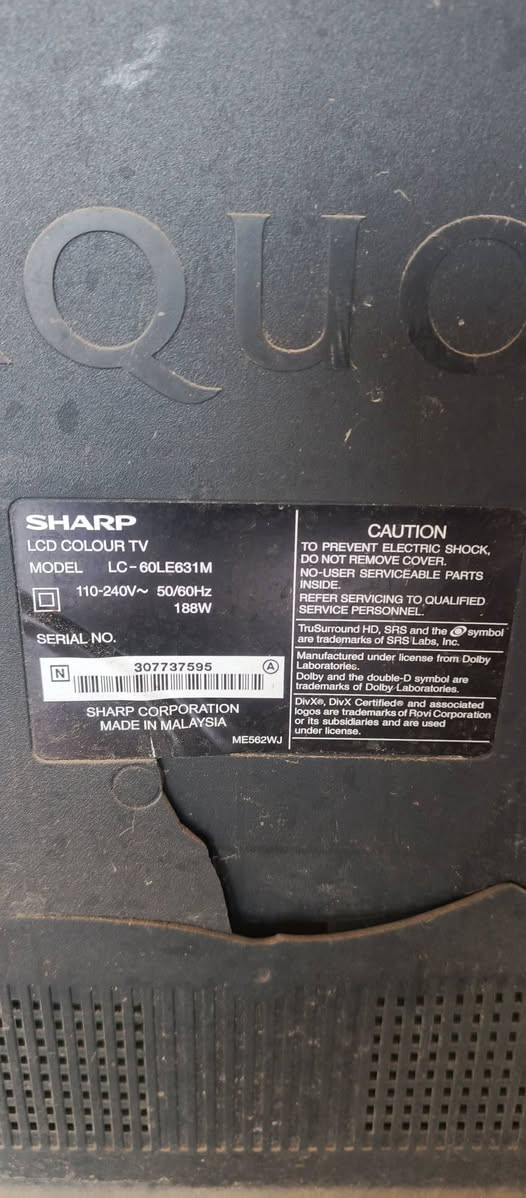 QUO
SHARP
LCD COLOUR TV
MODEL LC-60LE631M
110-240V~ 50/60Hz
188W
SERIAL NO.
N 307737595 A
SHARP CORPORATION
MADE IN MALAYSIA
ME562WJ
CAUTION
TO PREVENT ELECTRIC SHOCK,
DO NOT REMOVE COVER.
NO-USER SERVICEABLE PARTS
INSIDE.
REFER SERVICING TO QUALIFIED
SERVICE PERSONNEL.
TruSurround HD, SRS and the symbol
are trademarks of SRS Labs, Inc.
Manufactured under license from Dolby
Laboratories.
Dolby and the double-D symbol are
trademarks of Dolby Laboratories.
DivX®, DivX Certified® and associated
logos are trademarks of Rovi Corporation
or its subsidiaries and are used
under license.